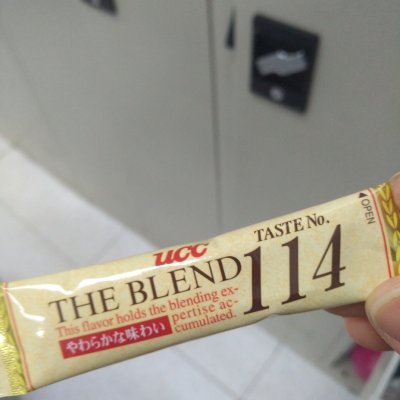 ucc
THE BLEND
TASTE No.
114
This flavor holds the blending ex-
pertise ac-
cumulated.
やわらかな味わい
◀OPEN